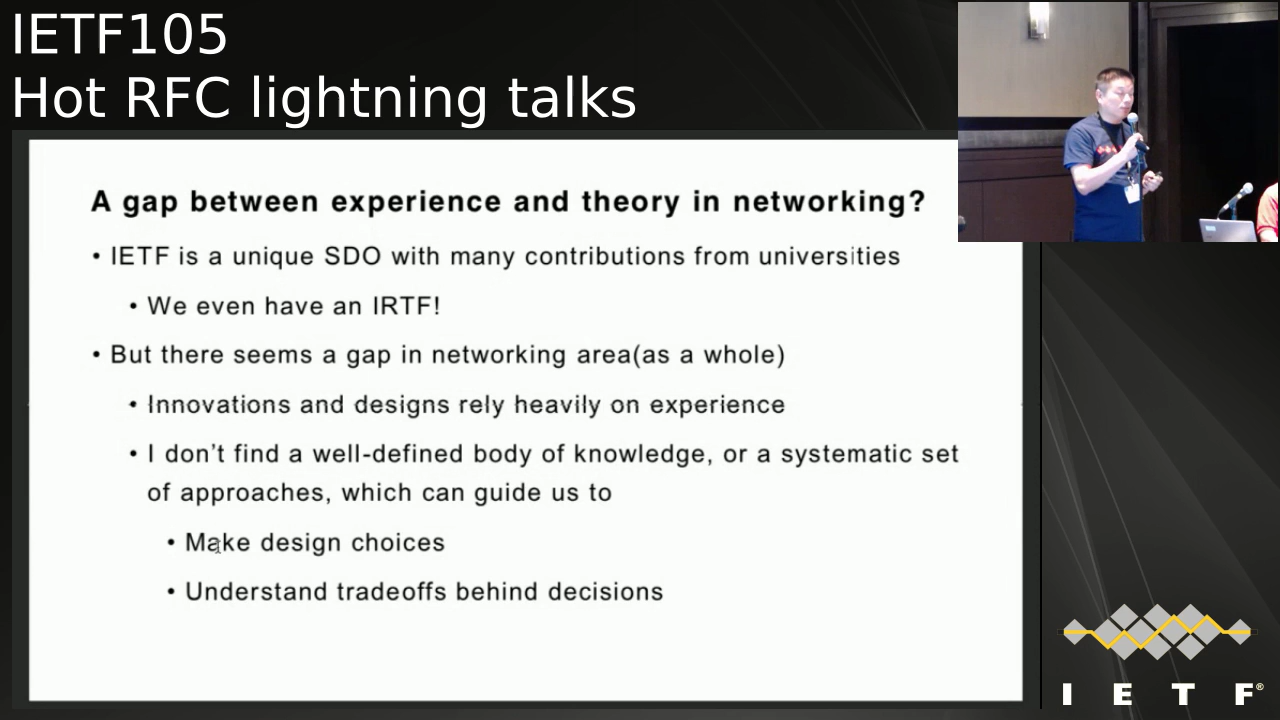 IETF105
Hot RFC lightning talks
A gap between experience and theory in networking?
• IETF is a unique SDO with many contributions from universities
• We even have an IRTF!
• But there seems a gap in networking area(as a whole)
• Innovations and designs rely heavily on experience
• I don't find a well-defined body of knowledge, or a systematic set
of approaches, which can guide us to
• Make design choices
• Understand tradeoffs behind decisions
I E T F®